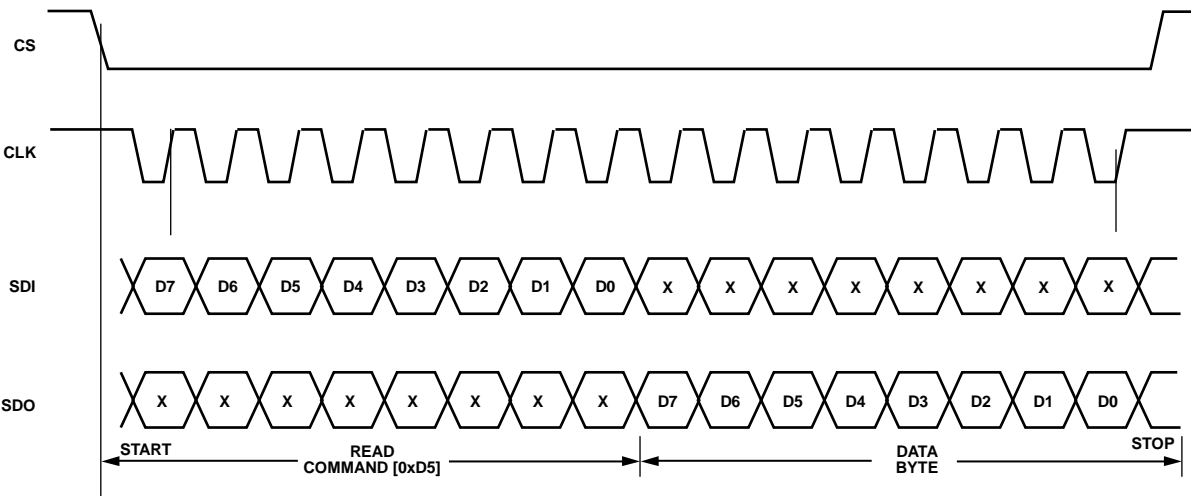 CS
CLK
SDI D7 D6 D5 D4 D3 D2 D1 D0 X X X X X X X X
SDO X X X X X X X X D7 D6 D5 D4 D3 D2 D1 D0
START READ DATA STOP
COMMAND [0xD5] BYTE